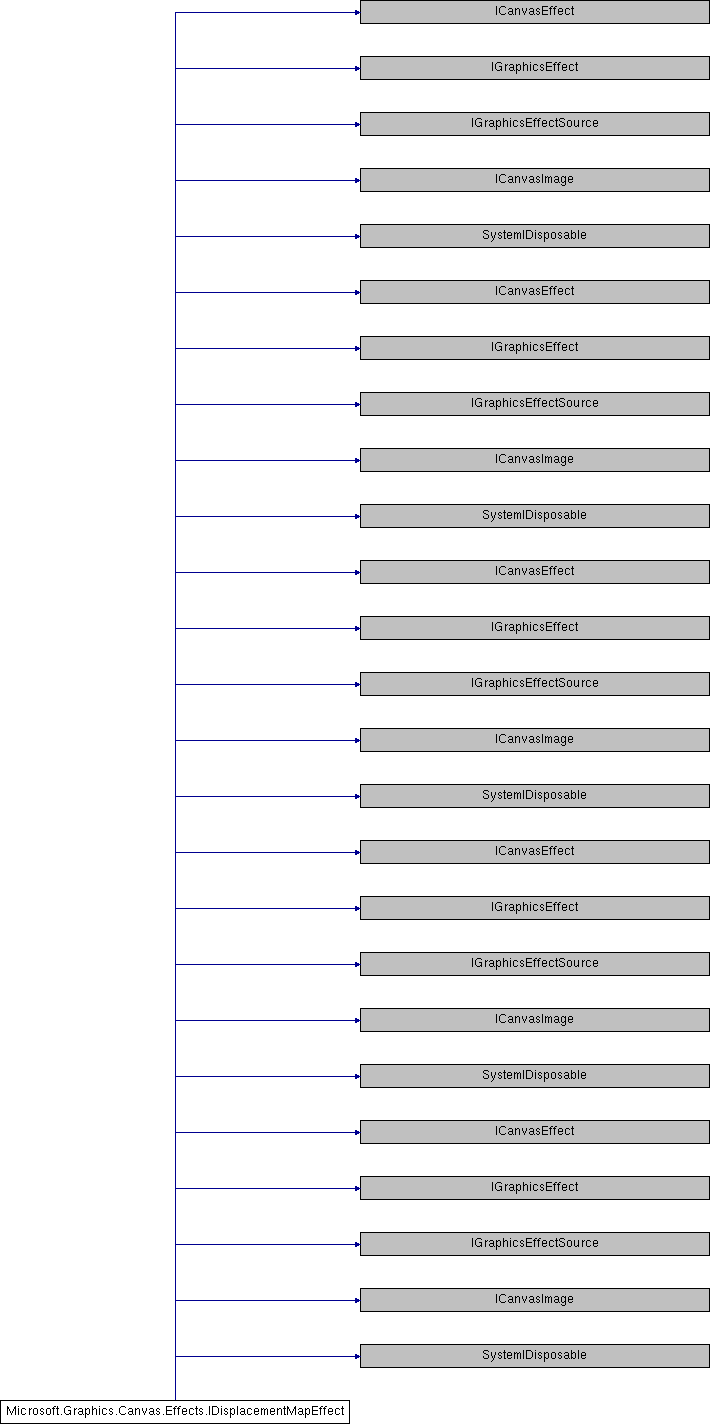 ICanvasEffect
IGraphicsEffect
IGraphicsEffectSource
ICanvasImage
SystemIDisposable
ICanvasEffect
IGraphicsEffect
IGraphicsEffectSource
ICanvasImage
SystemIDisposable
ICanvasEffect
IGraphicsEffect
IGraphicsEffectSource
ICanvasImage
SystemIDisposable
ICanvasEffect
IGraphicsEffect
IGraphicsEffectSource
ICanvasImage
SystemIDisposable
ICanvasEffect
IGraphicsEffect
IGraphicsEffectSource
ICanvasImage
SystemIDisposable
Microsoft.Graphics.Canvas.Effects.IDisplacementMapEffect